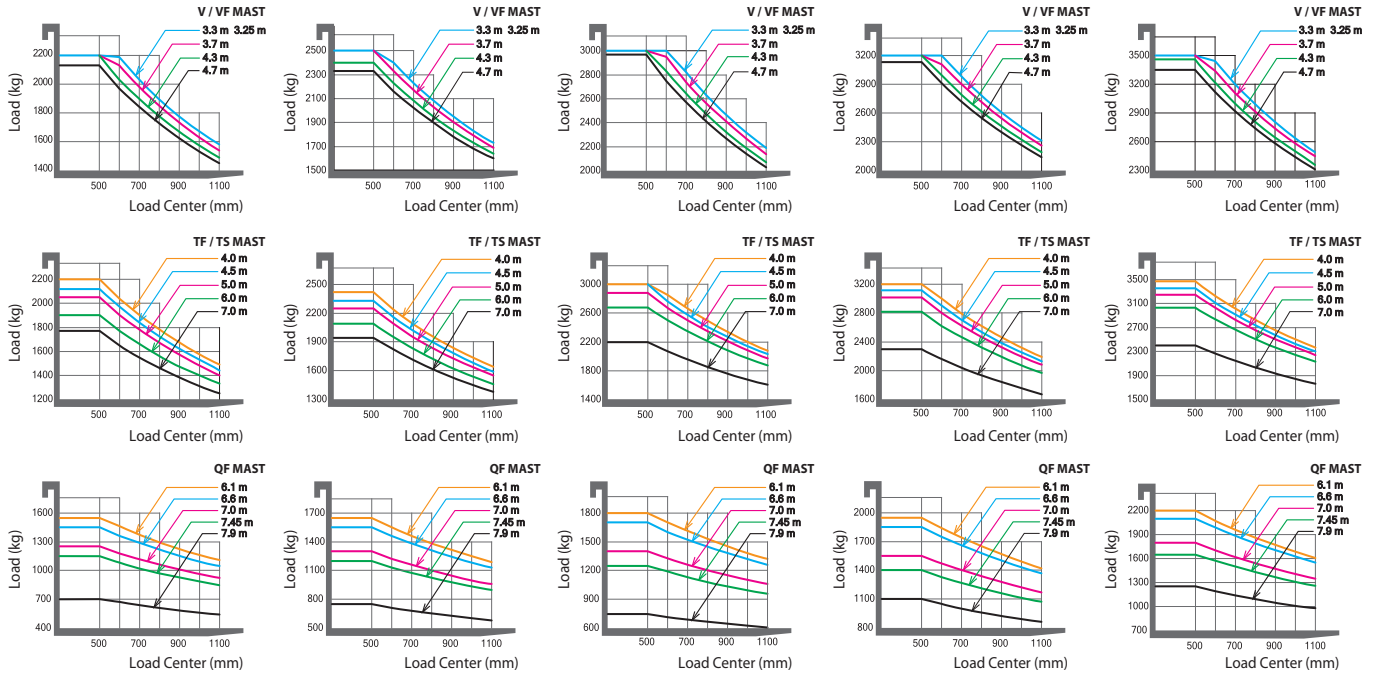 V / VF MAST
3.3 m 3.25 m
3.7 m
4.3 m
4.7 m
Load (kg)
2200
2000
1800
1600
1400
500 700 900 1100
Load Center (mm)
V / VF MAST
3.3 m 3.25 m
3.7 m
4.3 m
4.7 m
Load (kg)
2500
2300
2100
1900
1700
1500
500 700 900 1100
Load Center (mm)
V / VF MAST
3.3 m 3.25 m
3.7 m
4.3 m
4.7 m
Load (kg)
3000
2800
2600
2400
2200
2000
500 700 900 1100
Load Center (mm)
V / VF MAST
3.3 m 3.25 m
3.7 m
4.3 m
4.7 m
Load (kg)
3200
2900
2600
2300
2000
500 700 900 1100
Load Center (mm)
V / VF MAST
3.3 m 3.25 m
3.7 m
4.3 m
4.7 m
Load (kg)
3500
3200
2900
2600
2300
500 700 900 1100
Load Center (mm)
TF / TS MAST
4.0 m
4.5 m
5.0 m
6.0 m
7.0 m
Load (kg)
2200
2000
1800
1600
1400
1200
500 700 900 1100
Load Center (mm)
TF / TS MAST
4.0 m
4.5 m
5.0 m
6.0 m
7.0 m
Load (kg)
2500
2200
1900
1600
1300
500 700 900 1100
Load Center (mm)
TF / TS MAST
4.0 m
4.5 m
5.0 m
6.0 m
7.0 m
Load (kg)
3000
2600
2200
1800
1400
500 700 900 1100
Load Center (mm)
TF / TS MAST
4.0 m
4.5 m
5.0 m
6.0 m
7.0 m
Load (kg)
3200
2800
2400
2000
1600
500 700 900 1100
Load Center (mm)
TF / TS MAST
4.0 m
4.5 m
5.0 m
6.0 m
7.0 m
Load (kg)
3500
3100
2700
2300
1900
1500
500 700 900 1100
Load Center (mm)
QF MAST
6.1 m
6.6 m
7.0 m
7.45 m
7.9 m
Load (kg)
1600
1300
1000
700
400
500 700 900 1100
Load Center (mm)
QF MAST
6.1 m
6.6 m
7.0 m
7.45 m
7.9 m
Load (kg)
1700
1400
1100
800
500
500 700 900 1100
Load Center (mm)
QF MAST
6.1 m
6.6 m
7.0 m
7.45 m
7.9 m
Load (kg)
1800
1500
1200
900
600
500 700 900 1100
Load Center (mm)
QF MAST
6.1 m
6.6 m
7.0 m
7.45 m
7.9 m
Load (kg)
2000
1700
1400
1100
800
500 700 900 1100
Load Center (mm)
QF MAST
6.1 m
6.6 m
7.0 m
7.45 m
7.9 m
Load (kg)
2200
1900
1600
1300
1000
700
500 700 900 1100
Load Center (mm)